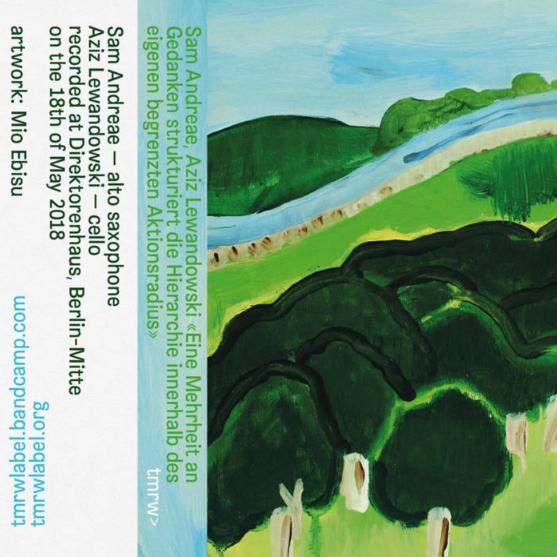 Sam Andreae, Aziz Lewandowski «Eine Mehrheit an
Gedanken strukturiert die Hierarchie innerhalb des
eigenen begrenzten Aktionsradius»
tmrw>
Sam Andreae — alto saxophone
Aziz Lewandowski — cello
recorded at Direktorenhaus, Berlin-Mitte
on the 18th of May 2018
artwork: Mio Ebisu
tmrwlabel.org
tmrwlabel.bandcamp.com